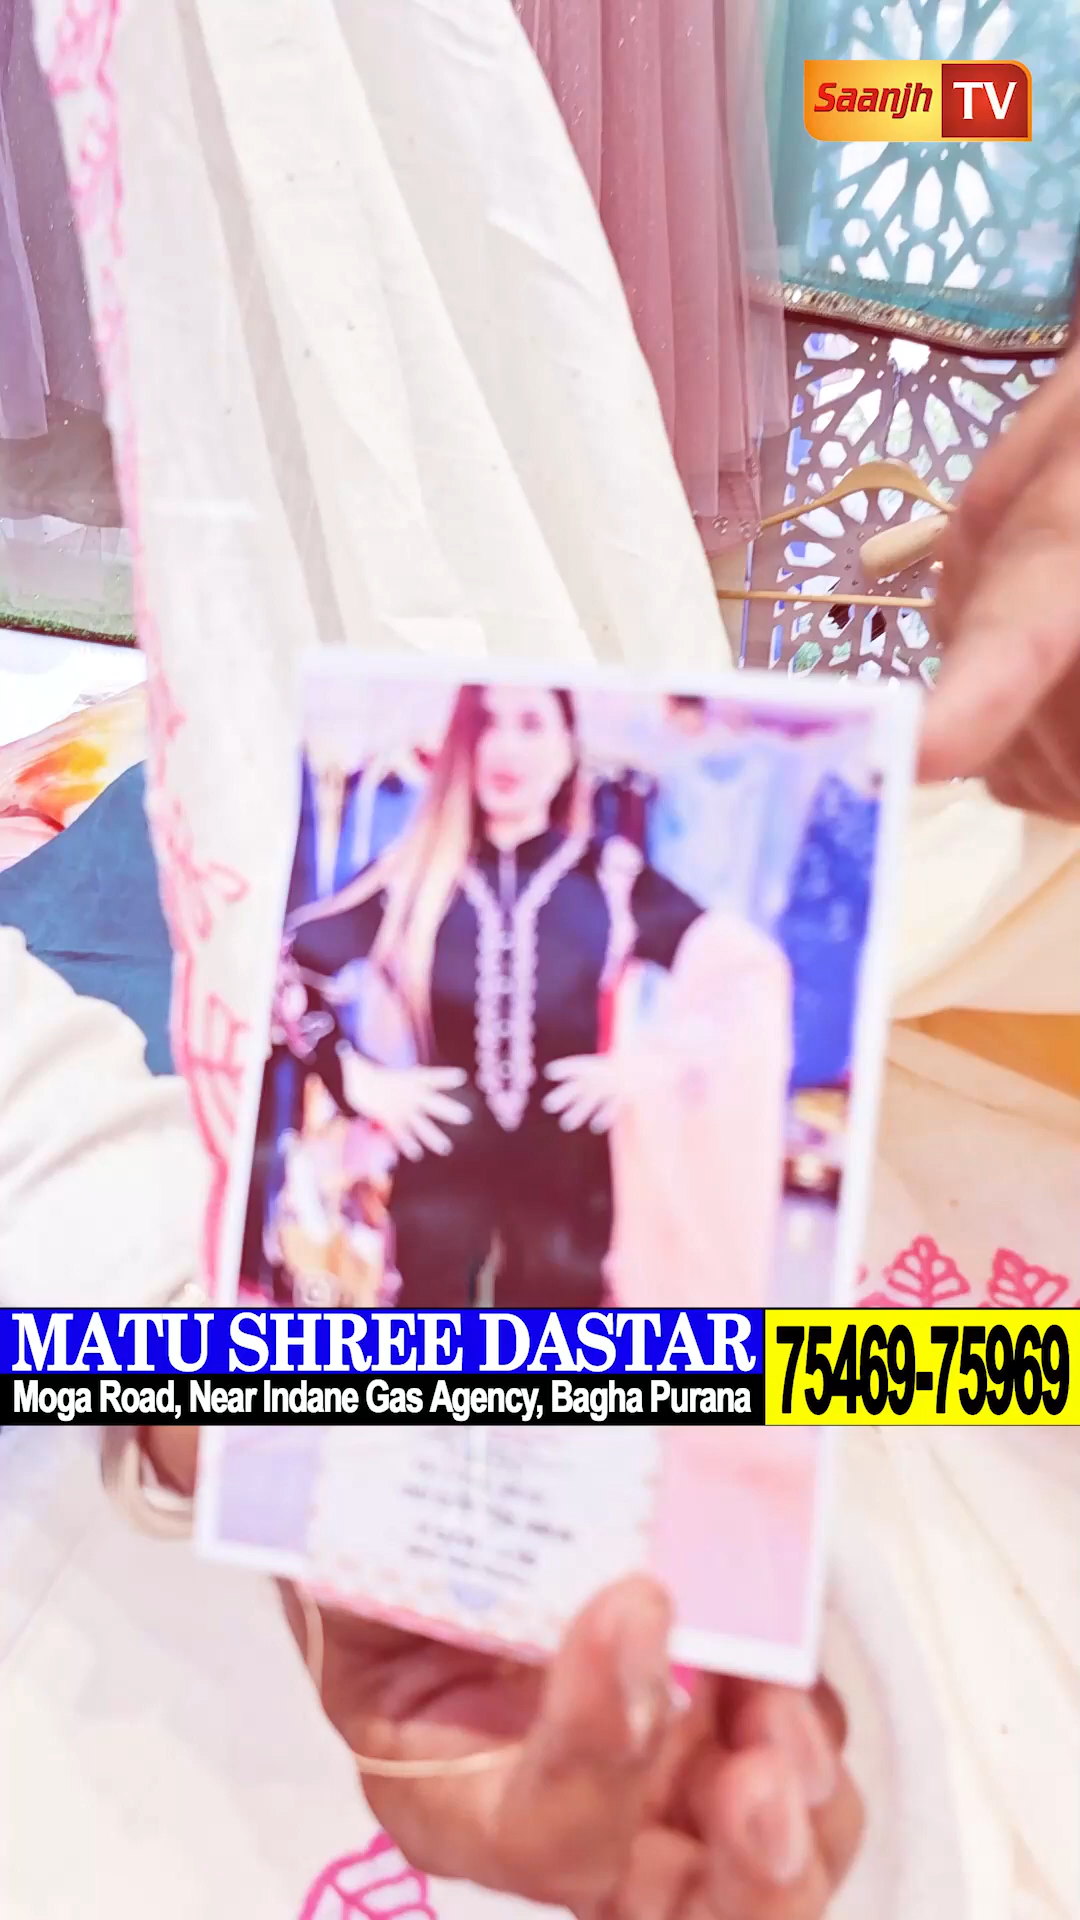 Saanjh TV
MATU SHREE DASTAR
Moga Road, Near Indane Gas Agency, Bagha Purana
75469-75969